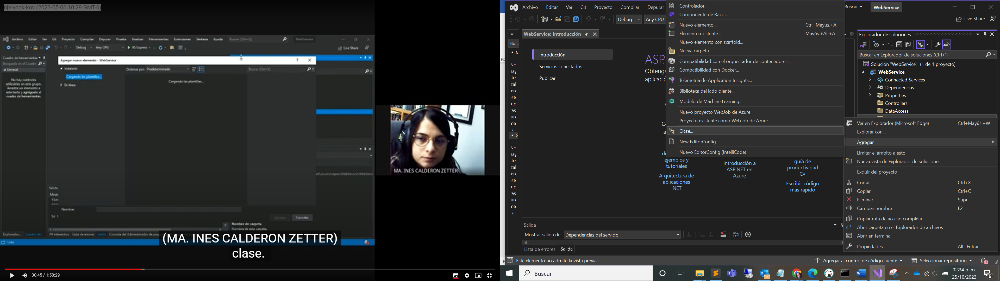 njx-vppk-kov (2023-05-06 10:29 GMT-6)
Archivo Editar Ver Git Proyecto Compilar Depurar Prueba Analizar Herramientas Extensiones Ventana Ayuda Buscar (Ctrl+Q) WebService
Debug Any CPU IIS Express Live Share
Cuadro de herramientas
Búsqueda en el Cuadro
General
No hay controles
utilizables en este grupo.
Arrastre un elemento a
este texto y agréguelo al
cuadro de herramientas.
Agregar nuevo elemento - WebService
Instalado
Cargando las plantillas...
En línea
Ordenar por: Predeterminado
Buscar (Ctrl+E)
Cargando las plantillas...
Nombre:
Agregar Cancelar
Salida
Nombre de carpeta
Nombre de esta carpeta.
F# interactivo Lista de errores Salida
Listo
MA. INES CALDERON ZETTER
(MA. INES CALDERON ZETTER)
clase.
30:45 / 1:50:29
Archivo Editar Ver Git Proyecto Compilar Depurar
Buscar
WebService
Debug Any CPU
Live Share
WebService: Introducción
Introducción
Servicios conectados
Publicar
ASP.
Obtenga
aplicació
ejemplos y
tutoriales
Arquitectura de
aplicaciones
.NET
Introducción a
ASP.NET en
Azure
guía de
productividad
C#
Escribir código
más rápido
Controlador...
Componente de Razor...
Nuevo elemento... Ctrl+Mayús.+A
Elemento existente... Mayús.+Alt+A
Nuevo elemento con scaffold...
Nueva carpeta
Compatibilidad con el orquestador de contenedores...
Compatibilidad con Docker...
Telemetría de Application Insights...
Biblioteca del lado cliente...
Modelo de Machine Learning...
Nuevo proyecto WebJob de Azure
Proyecto existente como WebJob de Azure
Clase...
New EditorConfig
Nuevo EditorConfig (IntelliCode)
Explorador de soluciones
Buscar en Explorador de soluciones (Ctrl+´)
Solución "WebService" (1 de 1 proyecto)
WebService
Connected Services
Dependencias
Properties
Controllers
DataAccess
Ver en Explorador (Microsoft Edge) Ctrl+Mayús.+W
Explorar con...
Agregar
Limitar el ámbito a esto
Nueva vista de Explorador de soluciones
Excluir del proyecto
Cortar Ctrl+X
Copiar Ctrl+C
Eliminar Supr
Cambiar nombre F2
Copiar ruta de acceso completa
Abrir carpeta en el Explorador de archivos
Abrir en terminal
Propiedades Alt+Entrar
Salida
Mostrar salida de: Dependencias del servicio
Lista de errores Salida
Este elemento no admite la vista previa
Agregar al control de código fuente
Seleccionar repositorio
1
Buscar
02:34 p. m.
25/10/2023
6